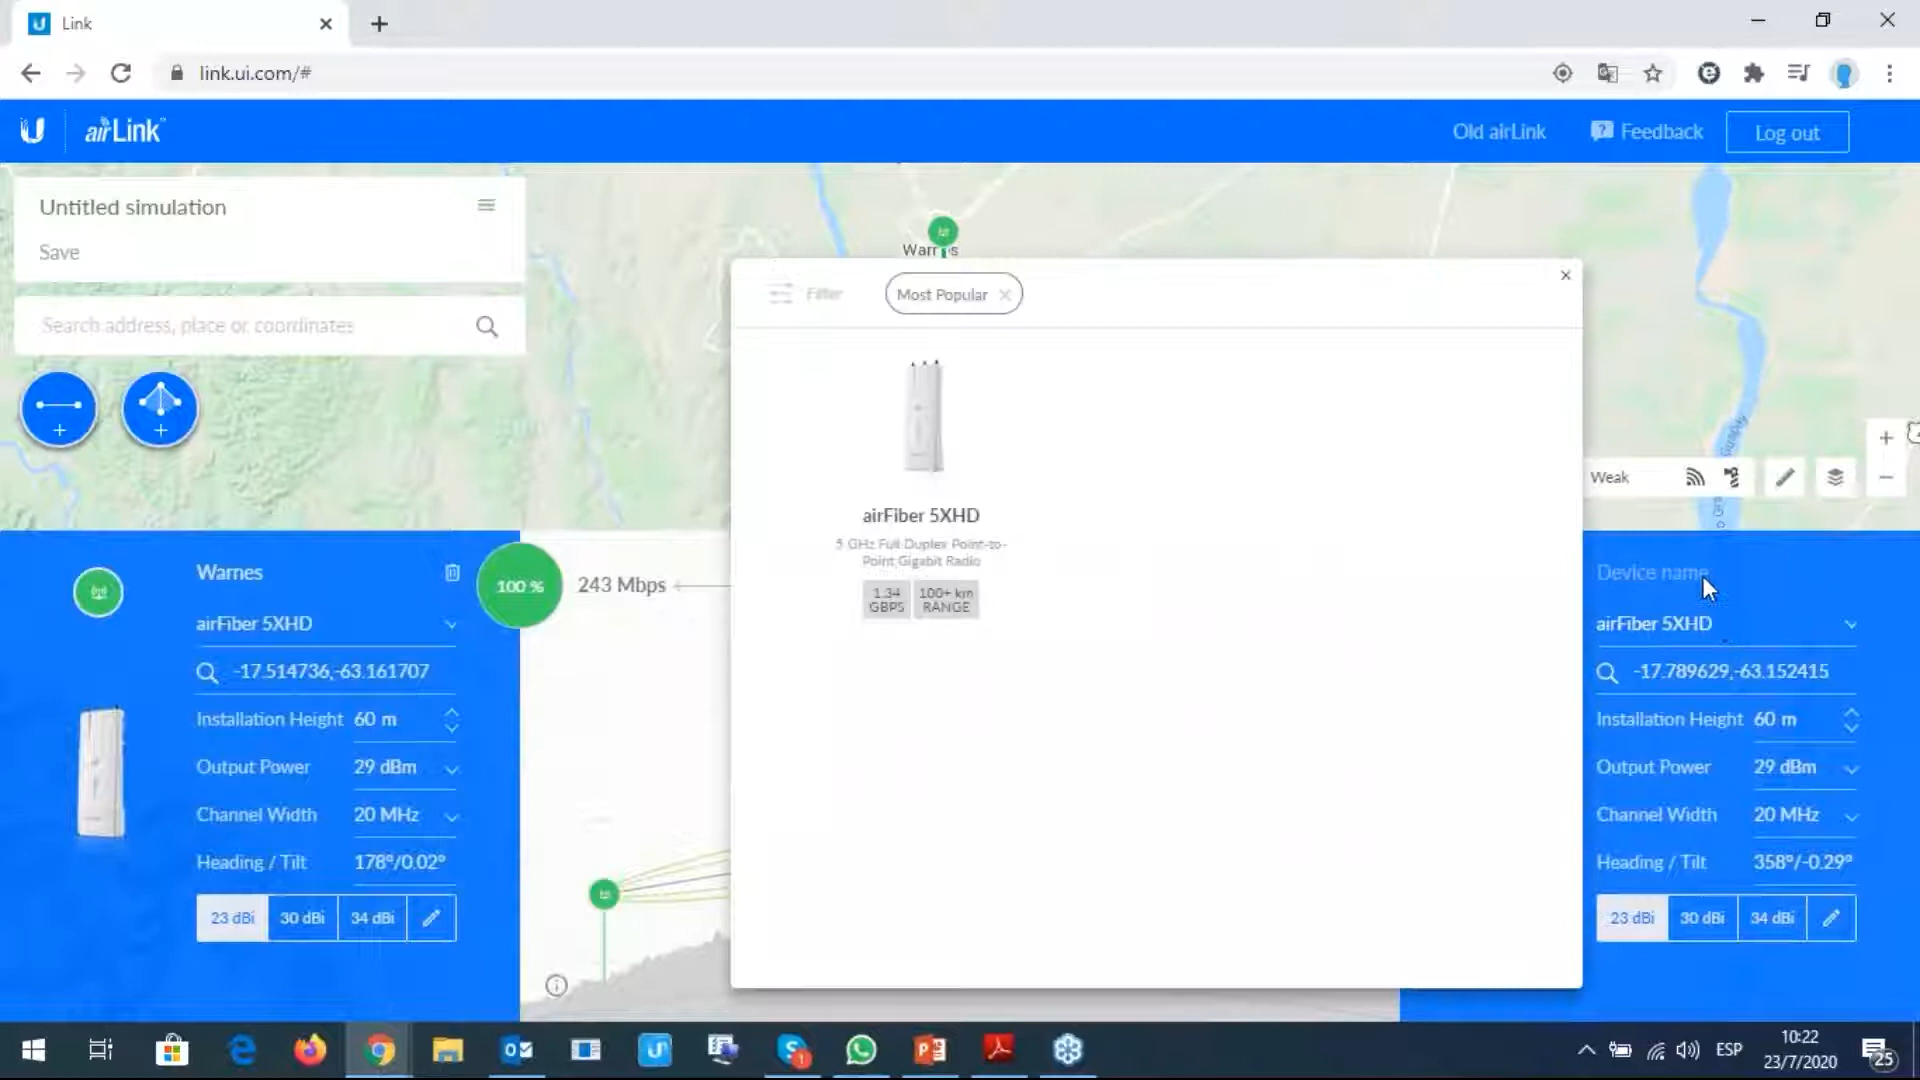 Link
link.ui.com/#
airLink
Old airLink
Feedback
Log out
Untitled simulation
Save
Search address, place or coordinates
Filter
Most Popular
airFiber 5XHD
5 GHz Full Duplex Point-to-
Point Gigabit Radio
1.34
GBPS
100+ km
RANGE
Weak
Warnes
airFiber 5XHD
-17.514736,-63.161707
Installation Height 60 m
Output Power 29 dBm
Channel Width 20 MHz
Heading / Tilt 178º/0.02º
23 dBi 30 dBi 34 dBi
100 %
243 Mbps
Device name
airFiber 5XHD
-17.789629,-63.152415
Installation Height 60 m
Output Power 29 dBm
Channel Width 20 MHz
Heading / Tilt 358º/-0.29º
23 dBi 30 dBi 34 dBi
ESP
10:22
23/7/2020
25